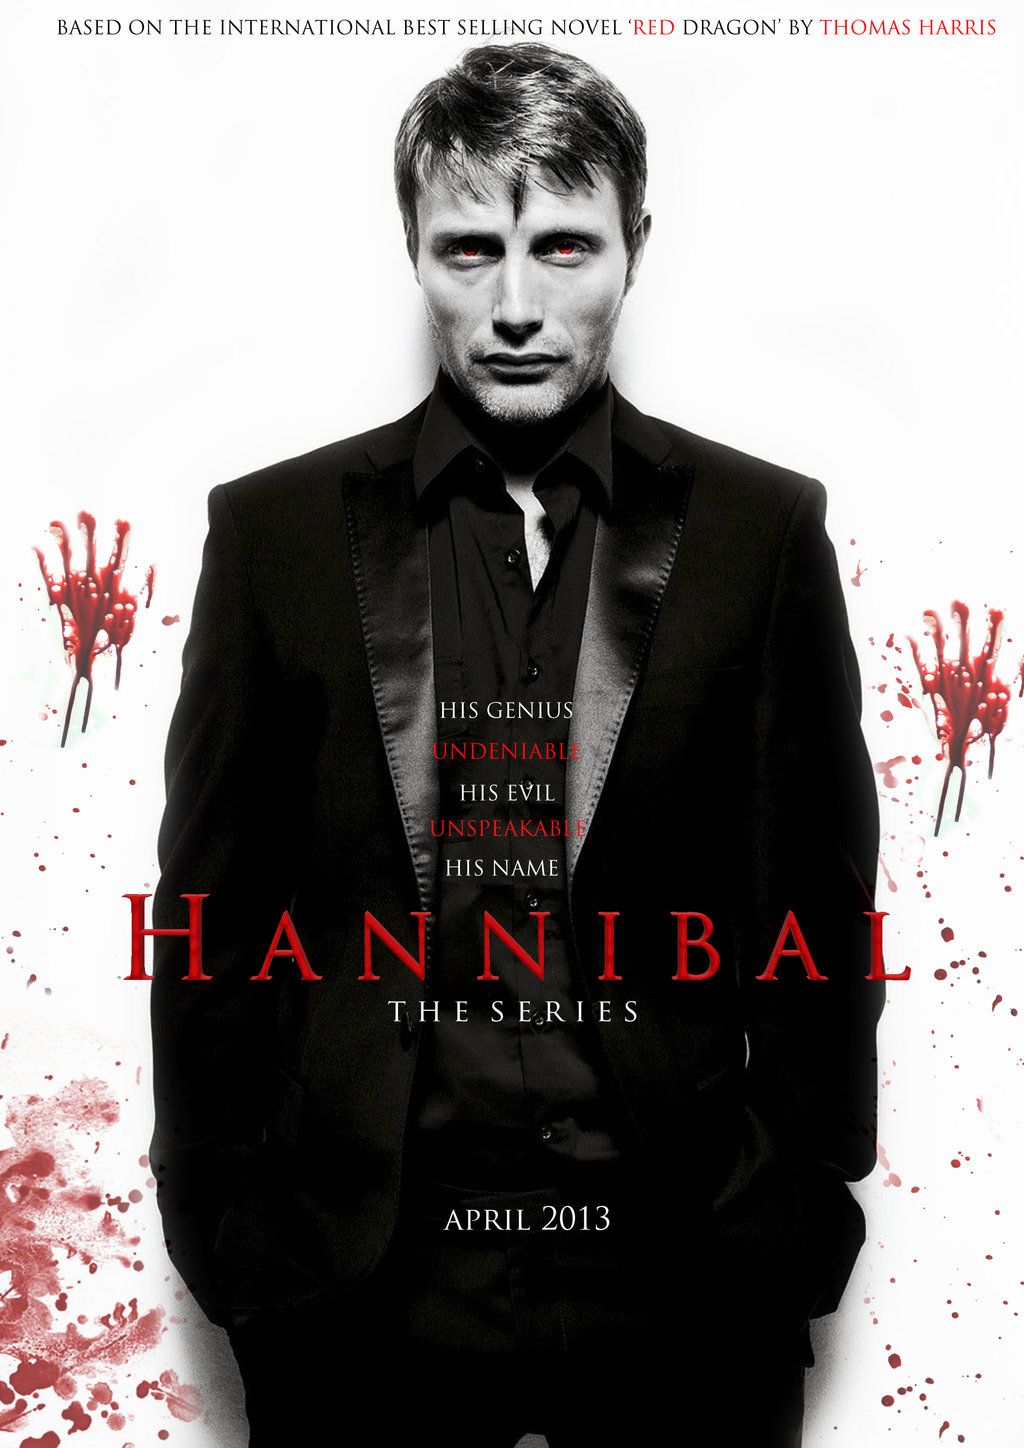 BASED ON THE INTERNATIONAL BEST SELLING NOVEL ‘RED DRAGON’ BY THOMAS HARRIS
HIS GENIUS
UNDENIABLE
HIS EVIL
UNSPEAKABLE
HIS NAME
HANNIBAL
THE SERIES
APRIL 2013